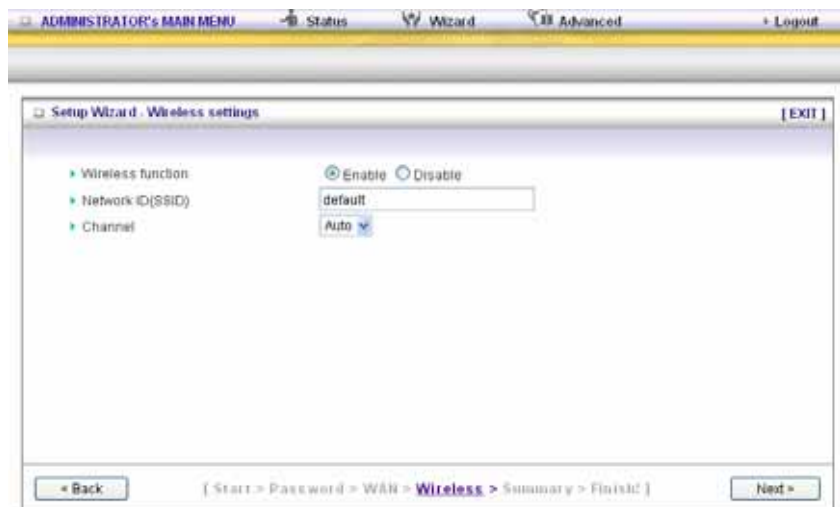 ADMINISTRATOR's MAIN MENU Status Wizard Advanced Logout
Setup Wizard - Wireless settings [ EXIT ]
Wireless function Enable Disable
Network ID(SSID) default
Channel Auto
< Back [ Start > Password > WAN > Wireless > Summary > Finish! ] Next >